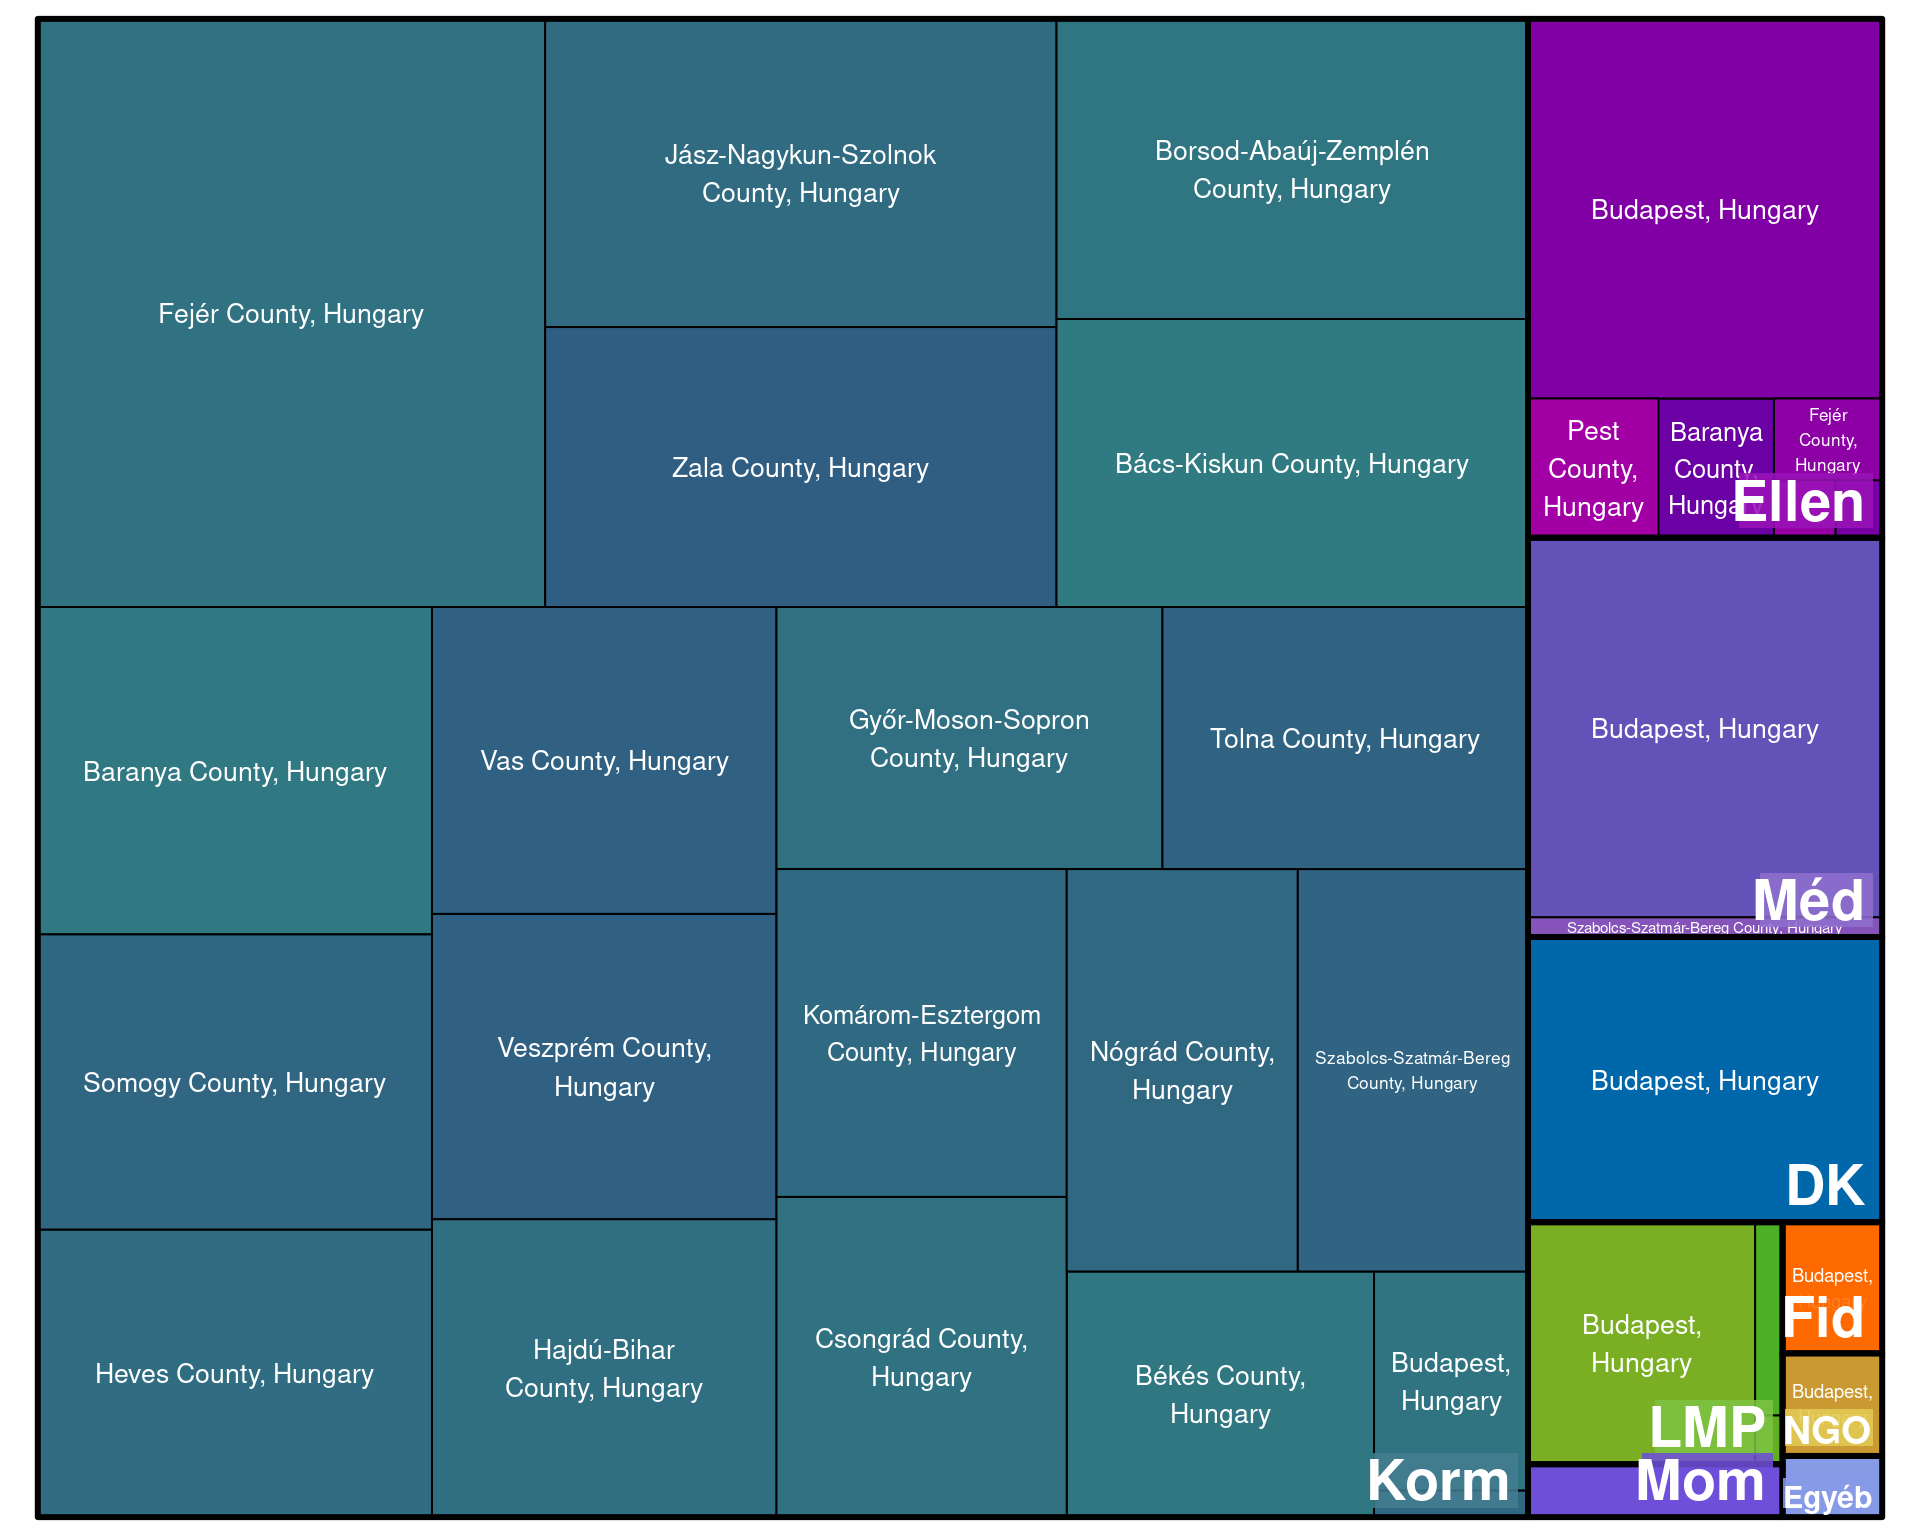 Fejér County, Hungary
Jász-Nagykun-Szolnok
County, Hungary
Borsod-Abaúj-Zemplén
County, Hungary
Zala County, Hungary
Bács-Kiskun County, Hungary
Baranya County, Hungary
Vas County, Hungary
Győr-Moson-Sopron
County, Hungary
Tolna County, Hungary
Somogy County, Hungary
Veszprém County,
Hungary
Komárom-Esztergom
County, Hungary
Nógrád County,
Hungary
Szabolcs-Szatmár-Bereg
County, Hungary
Heves County, Hungary
Hajdú-Bihar
County, Hungary
Csongrád County,
Hungary
Békés County,
Hungary
Budapest,
Hungary
Korm
Budapest, Hungary
Pest
County,
Hungary
Baranya
County,
Hungary
Fejér
County,
Hungary
Ellen
Budapest, Hungary
Szabolcs-Szatmár-Bereg County, Hungary
Méd
Budapest, Hungary
DK
Budapest,
Hungary
LMP
Mom
Budapest,
Fid
Budapest,
NGO
Egyéb